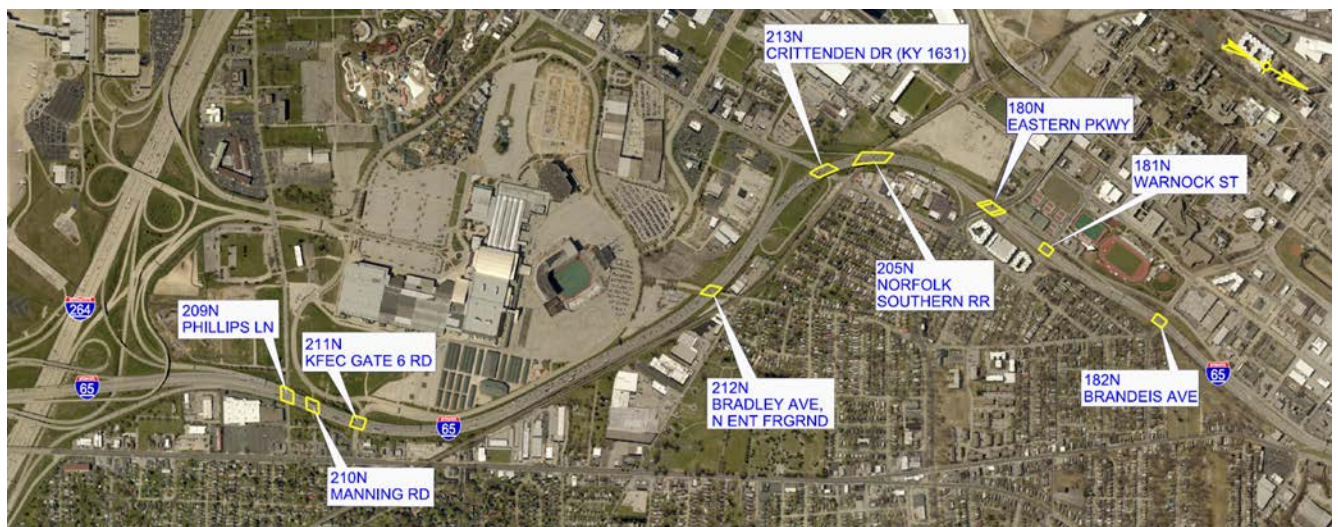 213N
CRITTENDEN DR (KY 1631)
180N
EASTERN PKWY
181N
WARNOCK ST
264
209N
PHILLIPS LN
211N
KFEC GATE 6 RD
205N
NORFOLK
SOUTHERN RR
65
65
212N
BRADLEY AVE,
N ENT FRGRND
182N
BRANDEIS AVE
65
210N
MANNING RD